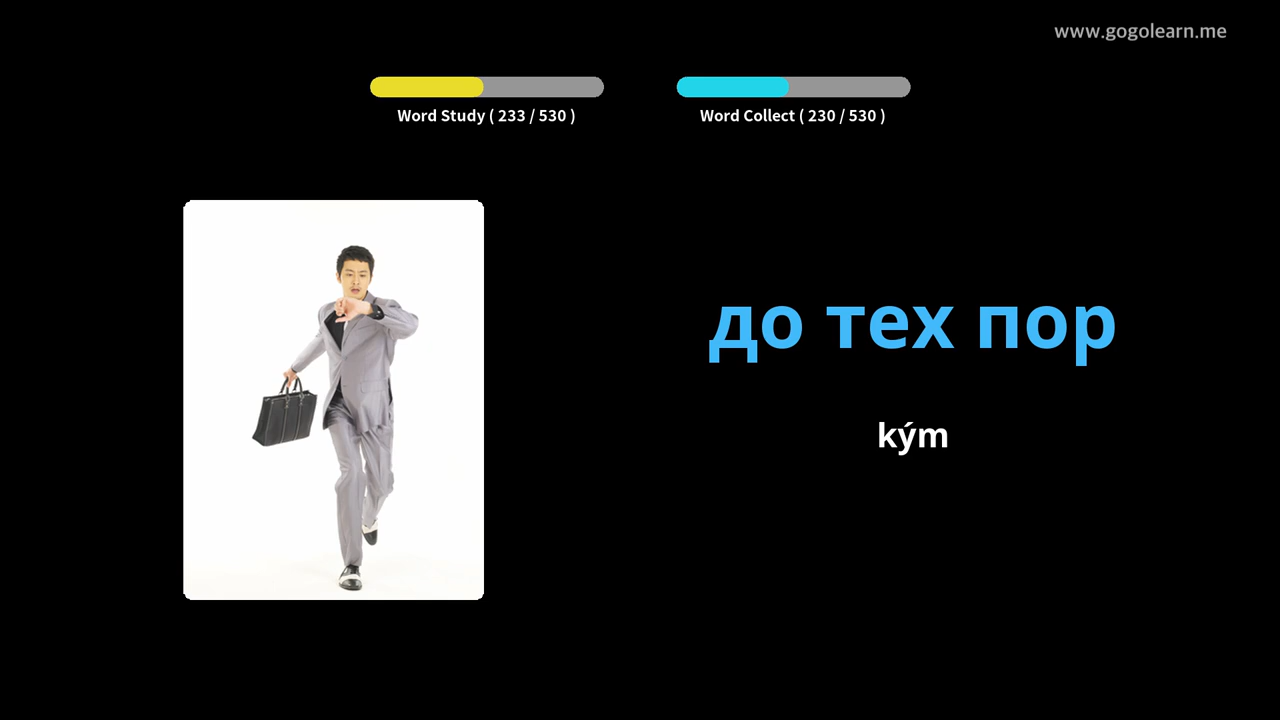 www.gogolearn.me
Word Study ( 233 / 530 )
Word Collect ( 230 / 530 )
до тех пор
kým